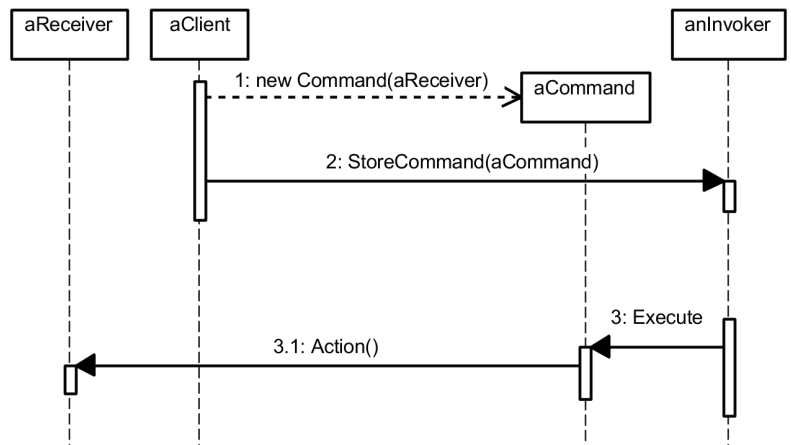 aReceiver
aClient
anInvoker
1: new Command(aReceiver)
aCommand
2: StoreCommand(aCommand)
3: Execute
3.1: Action()